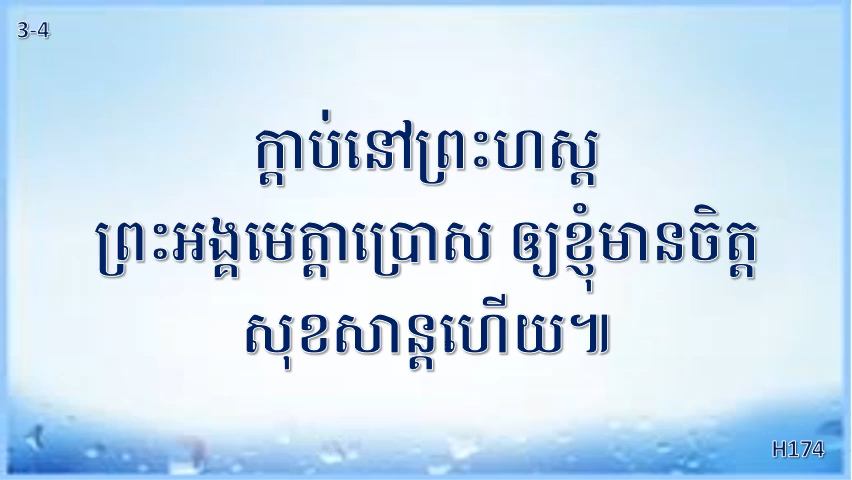 3-4
ក្តាប់នៅព្រះហស្ត
ព្រះអង្គមេត្តាប្រោស ឲ្យខ្ញុំមានចិត្ត
សុខសាន្តហើយ៕
H174